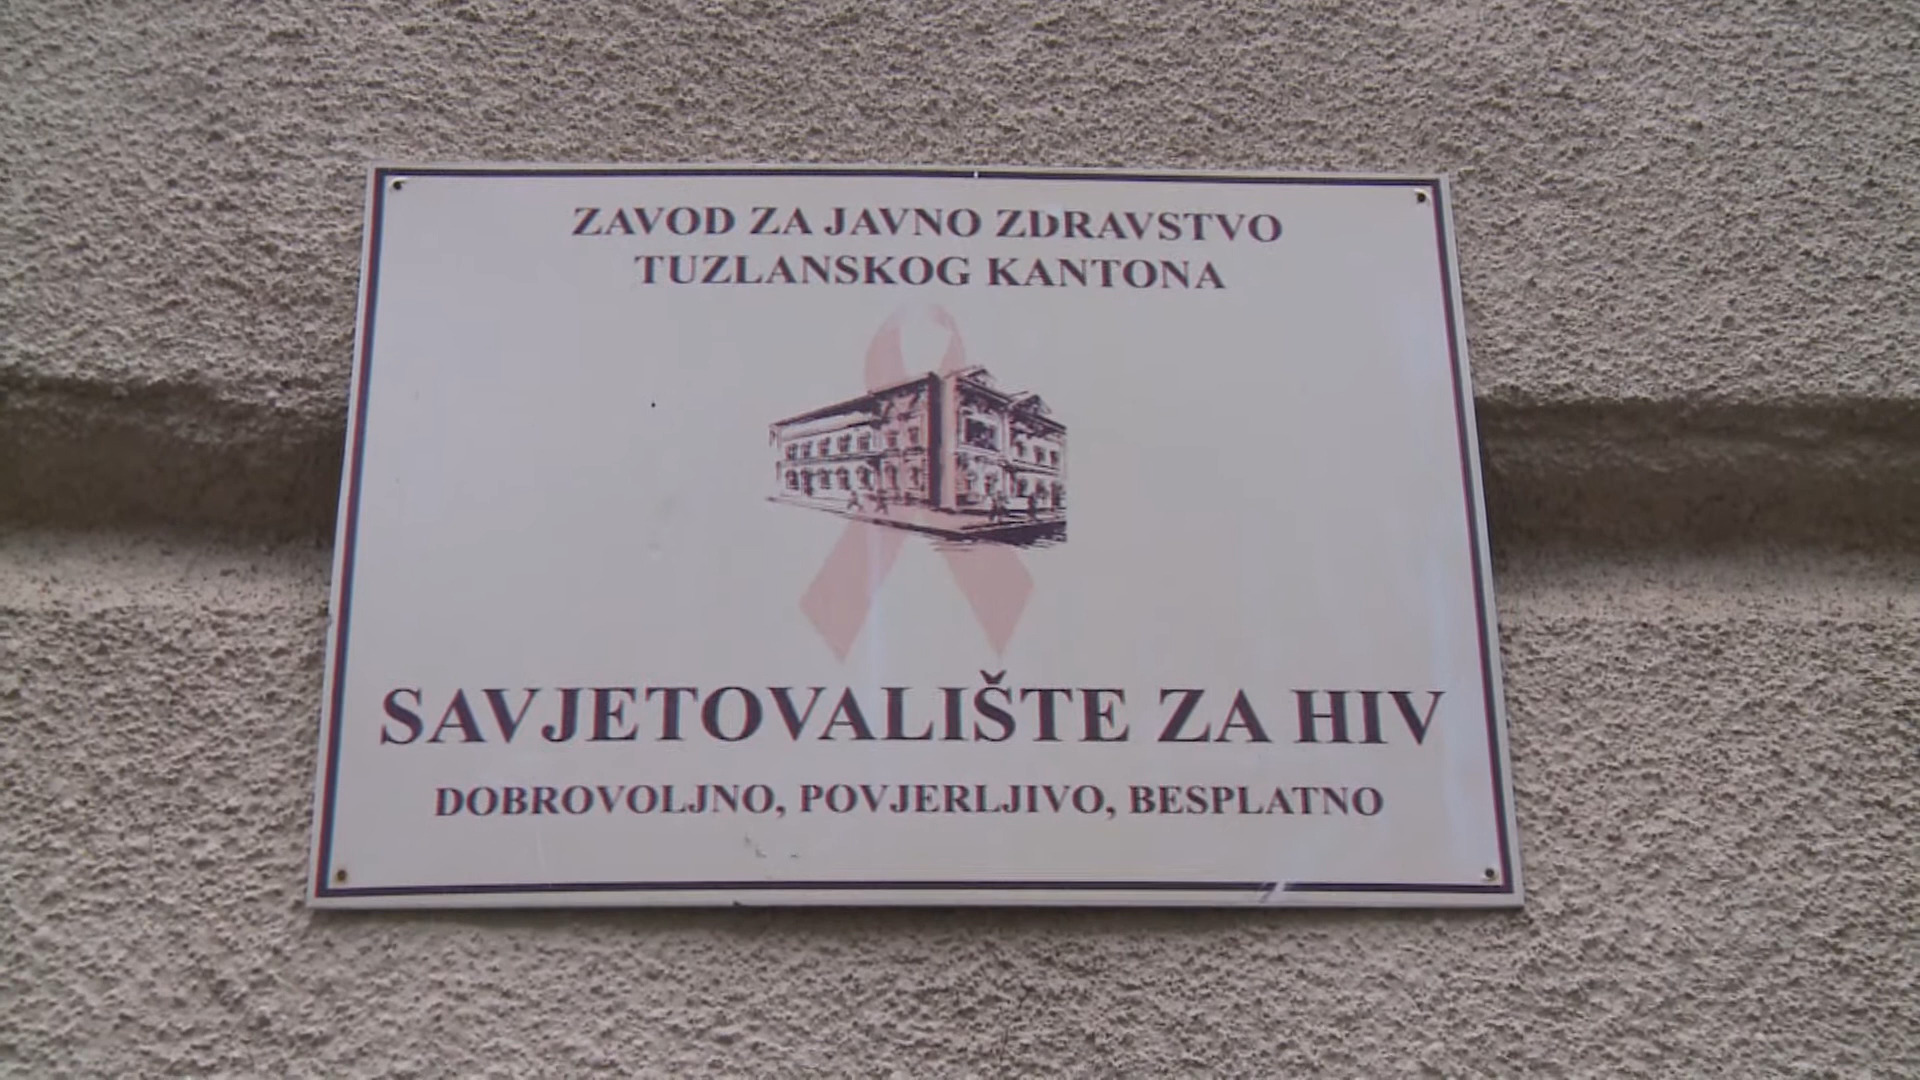 ZAVOD ZA JAVNO ZDRAVSTVO
TUZLANSKOG KANTONA
SAVJETOVALIŠTE ZA HIV
DOBROVOLJNO, POVJERLJIVO, BESPLATNO